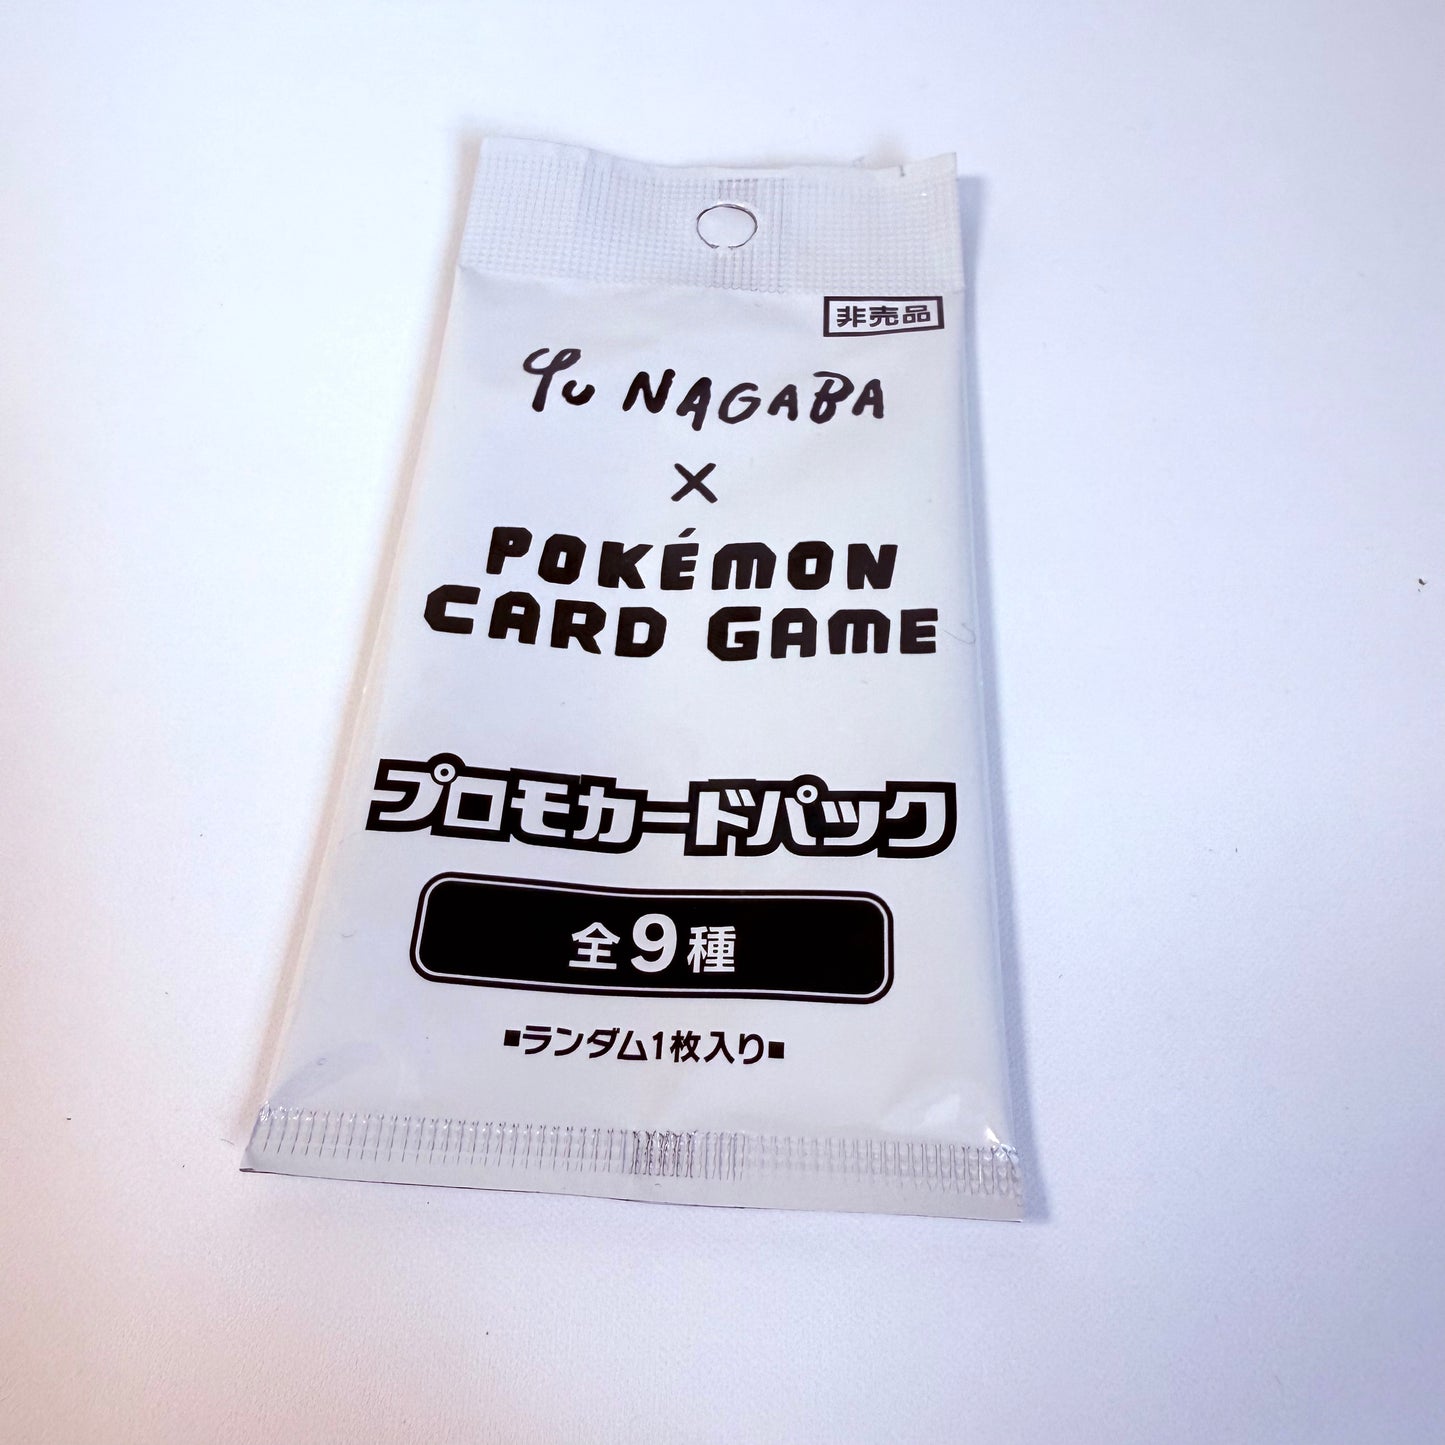 非売品
YU NAGABA
×
POKÉMON
CARD GAME
プロモカードパック
全9種
■ランダム1枚入り■